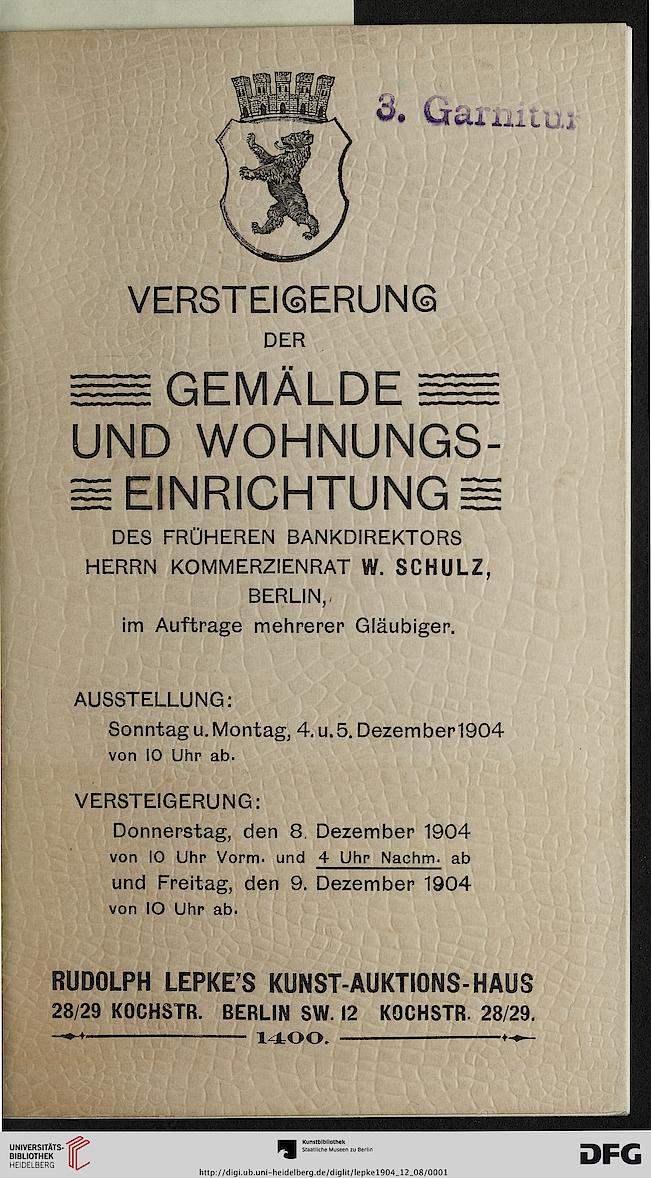 3. Garnitur
VERSTEIGERUNG
DER
GEMÄLDE
UND WOHNUNGS-
EINRICHTUNG
DES FRÜHEREN BANKDIREKTORS
HERRN KOMMERZIENRAT W. SCHULZ,
BERLIN,
im Auftrage mehrerer Gläubiger.
AUSSTELLUNG:
Sonntag u. Montag, 4. u. 5. Dezember 1904
von 10 Uhr ab.
VERSTEIGERUNG:
Donnerstag, den 8. Dezember 1904
von 10 Uhr Vorm. und 4 Uhr Nachm. ab
und Freitag, den 9. Dezember 1904
von 10 Uhr ab.
RUDOLPH LEPKE'S KUNST-AUKTIONS-HAUS
28/29 KOCHSTR. BERLIN SW. 12 KOCHSTR. 28/29.
1400.
UNIVERSITÄTS-
BIBLIOTHEK
HEIDELBERG
Kunstbibliothek
Staatliche Museen zu Berlin
DFG
http://digi.ub.uni-heidelberg.de/diglit/lepke1904_12_08/0001